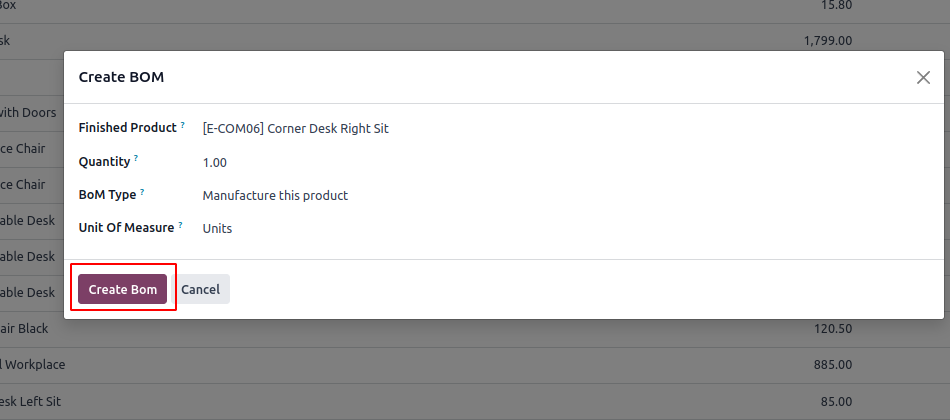 Box 15.80
sk 1,799.00
Create BOM
with Doors
Finished Product ? [E-COM06] Corner Desk Right Sit
ce Chair
Quantity ? 1.00
ce Chair
BoM Type ? Manufacture this product
able Desk
Unit Of Measure ? Units
able Desk
able Desk
Create Bom Cancel
air Black 120.50
l Workplace 885.00
esk Left Sit 85.00